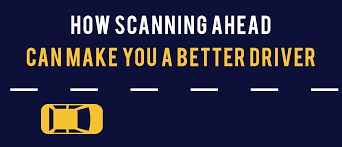 HOW SCANNING AHEAD
CAN MAKE YOU A BETTER DRIVER